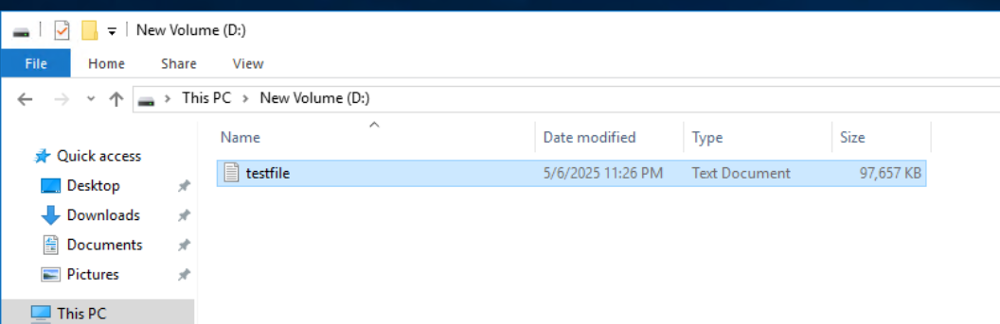 New Volume (D:)
File Home Share View
This PC New Volume (D:)
Name Date modified Type Size
Quick access
testfile 5/6/2025 11:26 PM Text Document 97,657 KB
Desktop
Downloads
Documents
Pictures
This PC